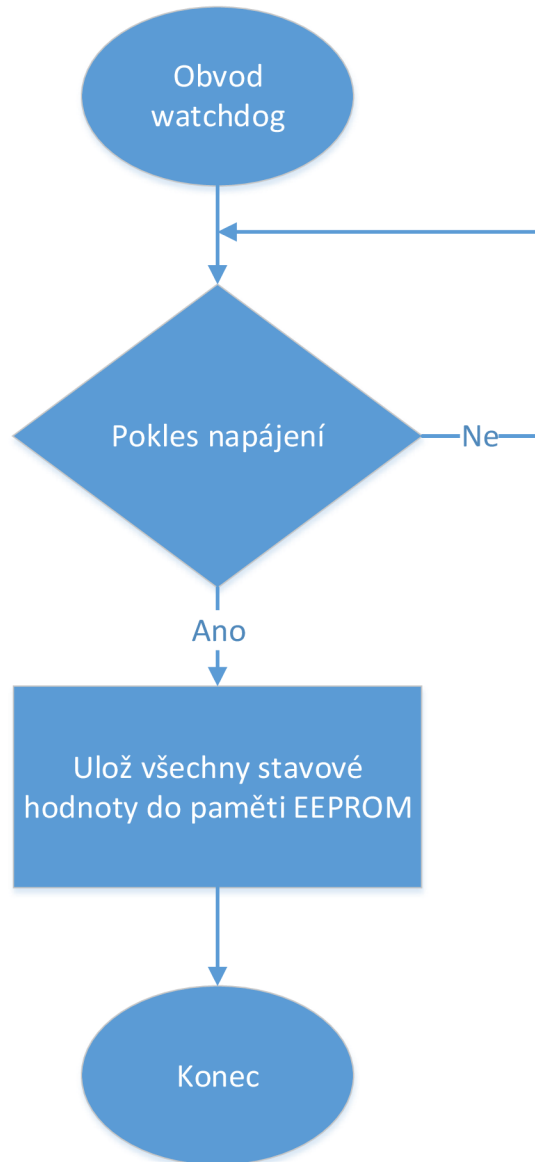 Obvod
watchdog
Pokles napájení
Ne
Ano
Ulož všechny stavové
hodnoty do paměti EEPROM
Konec